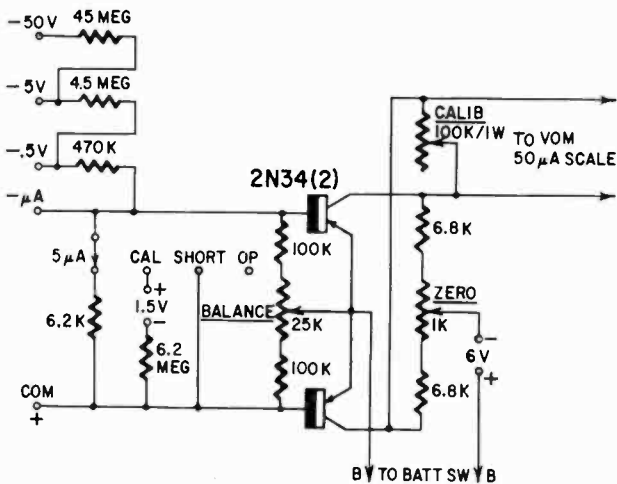 −50V
45 MEG
−5V
4.5 MEG
−.5V
470K
−μA
2N34(2)
CALIB
100K/1W
TO VOM
50μA SCALE
5μA
CAL
SHORT
OP
100K
6.8K
6.2K
+
1.5V
−
BALANCE
25K
ZERO
1K
−
6V
+
6.2
MEG
100K
6.8K
COM
+
B TO BATT SW B